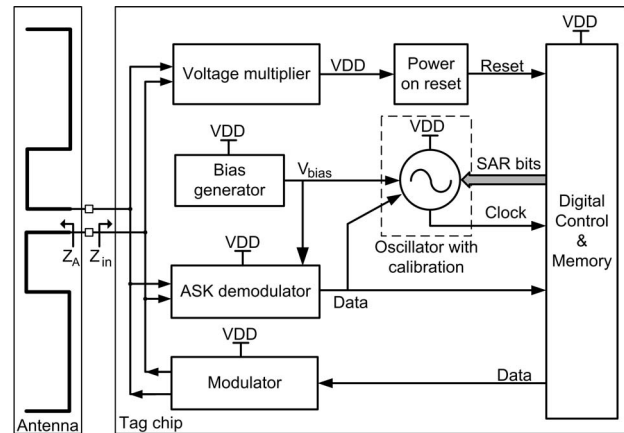 VDD
Voltage multiplier
VDD
Power
on reset
Reset
VDD
VDD
Bias
generator
Vbias
SAR bits
Clock
Oscillator with
calibration
Digital
Control
&
Memory
ZA
Zin
VDD
ASK demodulator
Data
VDD
Modulator
Data
Antenna
Tag chip